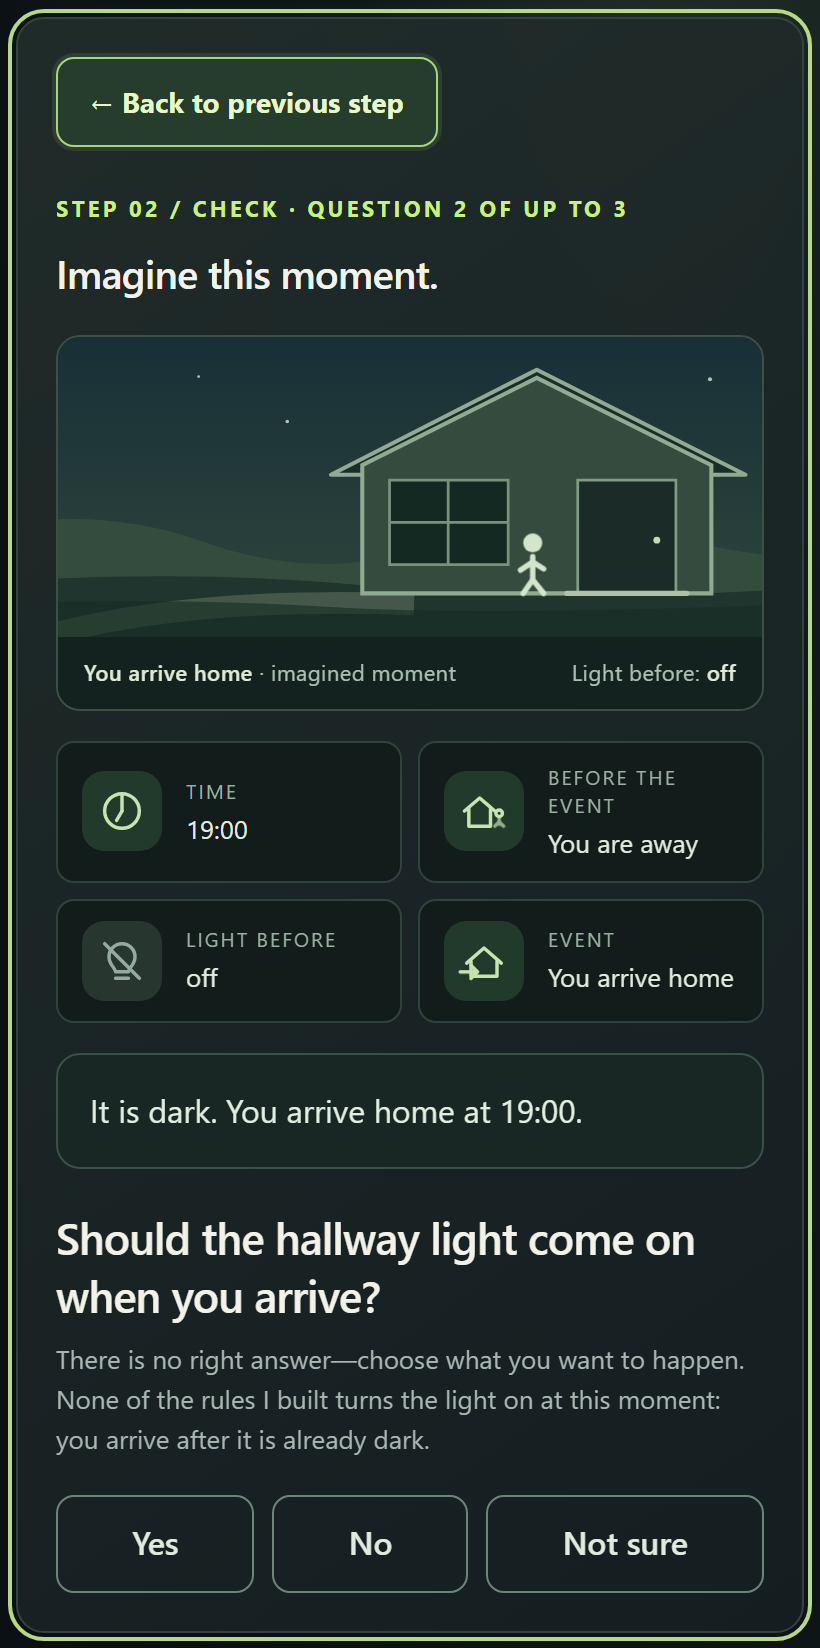 ← Back to previous step
STEP 02 / CHECK · QUESTION 2 OF UP TO 3
Imagine this moment.
You arrive home · imagined moment
Light before: off
TIME
19:00
BEFORE THE
EVENT
You are away
LIGHT BEFORE
off
EVENT
You arrive home
It is dark. You arrive home at 19:00.
Should the hallway light come on
when you arrive?
There is no right answer—choose what you want to happen.
None of the rules I built turns the light on at this moment:
you arrive after it is already dark.
Yes
No
Not sure